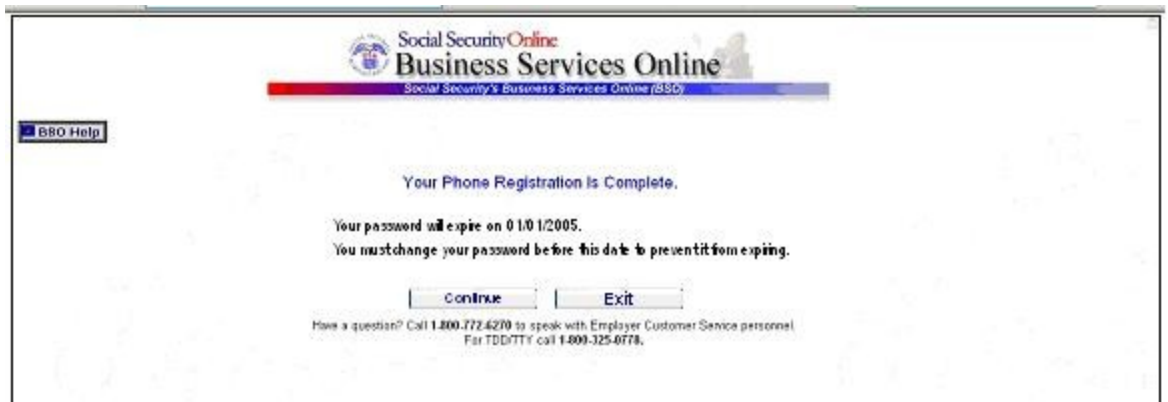 Social Security Online
Business Services Online
Social Security's Business Services Online (BSO)
BSO Help
Your Phone Registration Is Complete.
Your password will expire on 01/01/2005.
You must change your password before this date to prevent it from expiring.
Continue
Exit
Have a question? Call 1-800-772-6270 to speak with Employer Customer Service personnel.
For TDD/TTY call 1-800-325-0778.